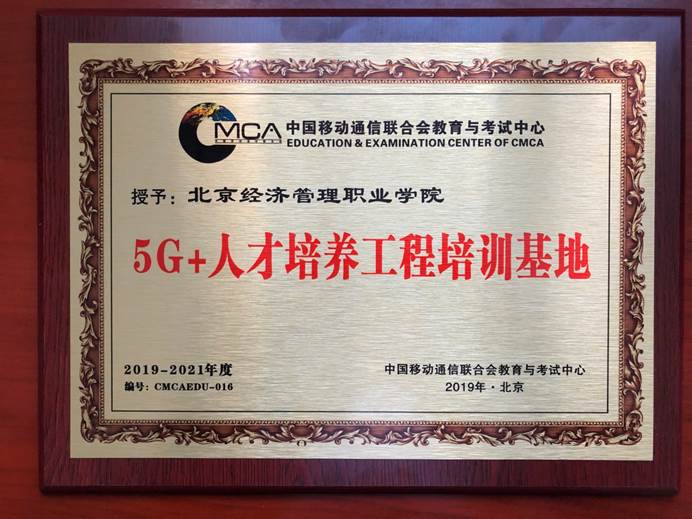 CMCA 中国移动通信联合会教育与考试中心
EDUCATION & EXAMINATION CENTER OF CMCA
授予：北京经济管理职业学院
5G+人才培养工程培训基地
2019-2021年度
编号：CMCAEDU-016
中国移动通信联合会教育与考试中心
2019年·北京